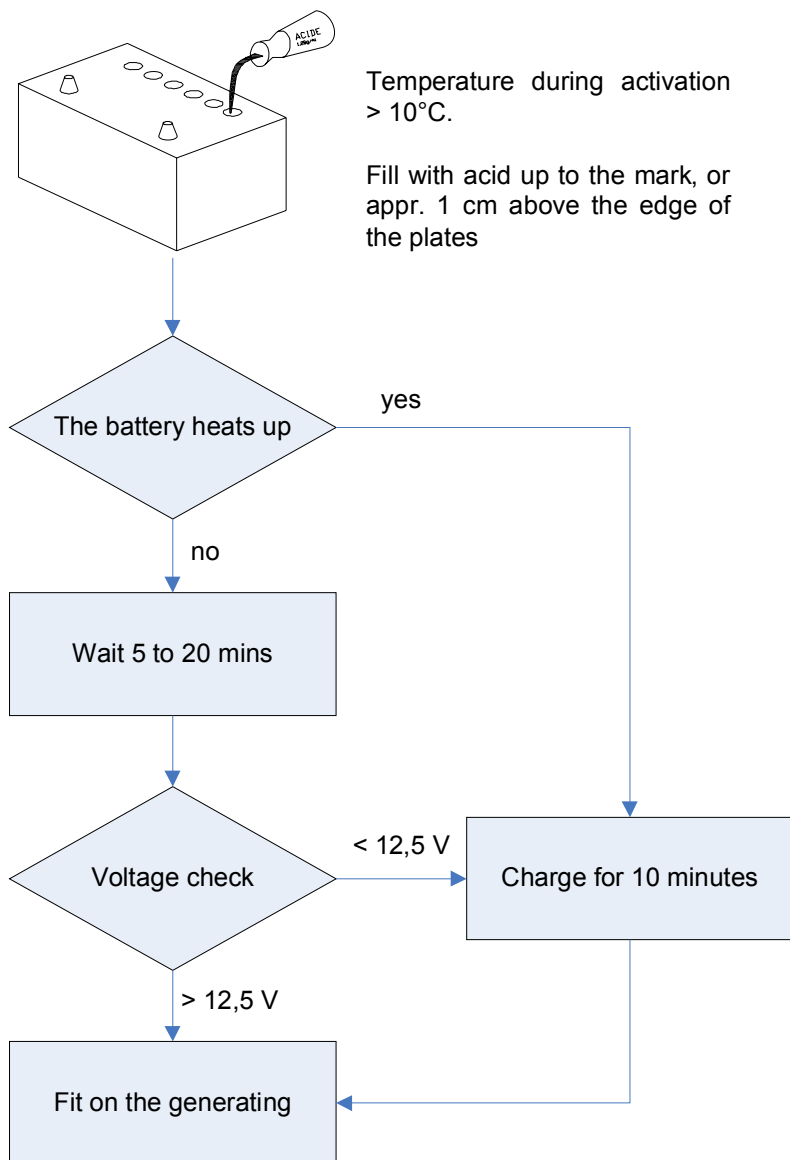 ACIDE
Temperature during activation
> 10°C.
Fill with acid up to the mark, or
appr. 1 cm above the edge of
the plates
The battery heats up
yes
no
Wait 5 to 20 mins
Voltage check
< 12,5 V
Charge for 10 minutes
> 12,5 V
Fit on the generating